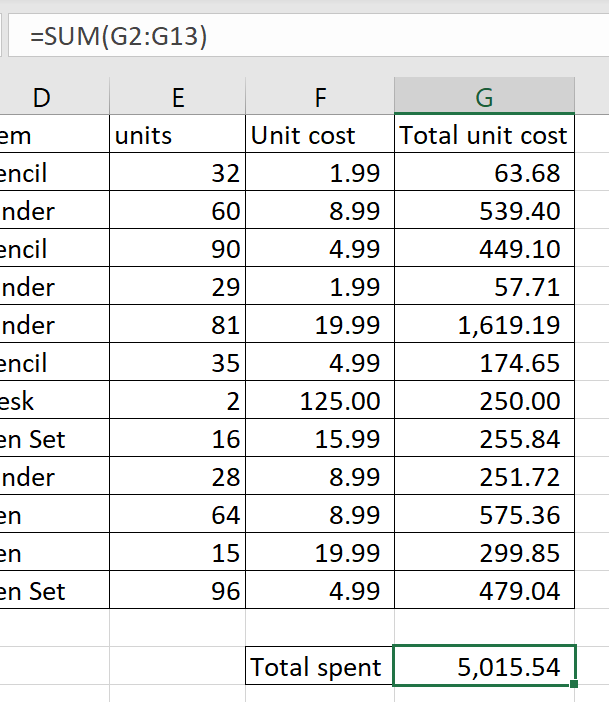 =SUM(G2:G13)
D E F G
em units Unit cost Total unit cost
encil 32 1.99 63.68
nder 60 8.99 539.40
encil 90 4.99 449.10
nder 29 1.99 57.71
nder 81 19.99 1,619.19
encil 35 4.99 174.65
esk 2 125.00 250.00
en Set 16 15.99 255.84
nder 28 8.99 251.72
en 64 8.99 575.36
en 15 19.99 299.85
en Set 96 4.99 479.04
Total spent 5,015.54